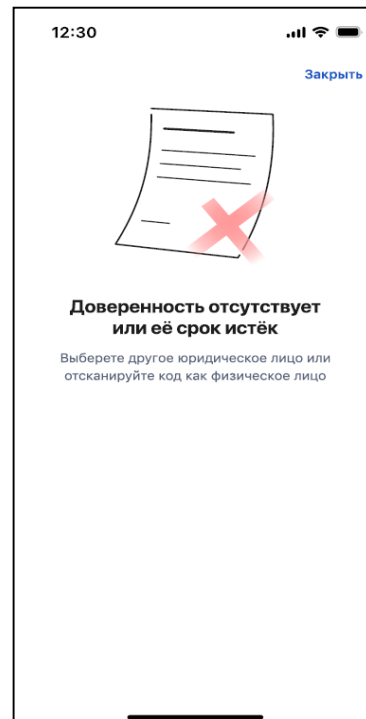 12:30
Закрыть
Доверенность отсутствует
или её срок истёк
Выберете другое юридическое лицо или
отсканируйте код как физическое лицо